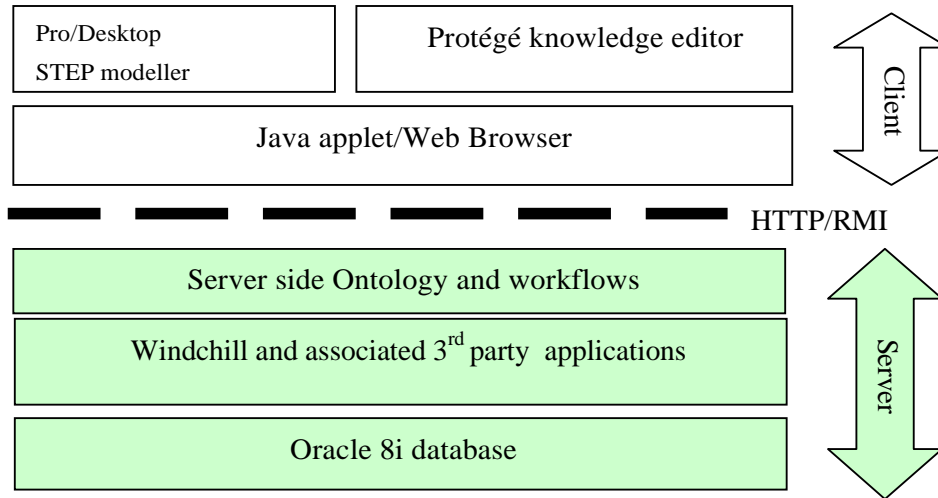 Pro/Desktop
STEP modeller
Protégé knowledge editor
Client
Java applet/Web Browser
HTTP/RMI
Server side Ontology and workflows
Windchill and associated 3rd party applications
Server
Oracle 8i database